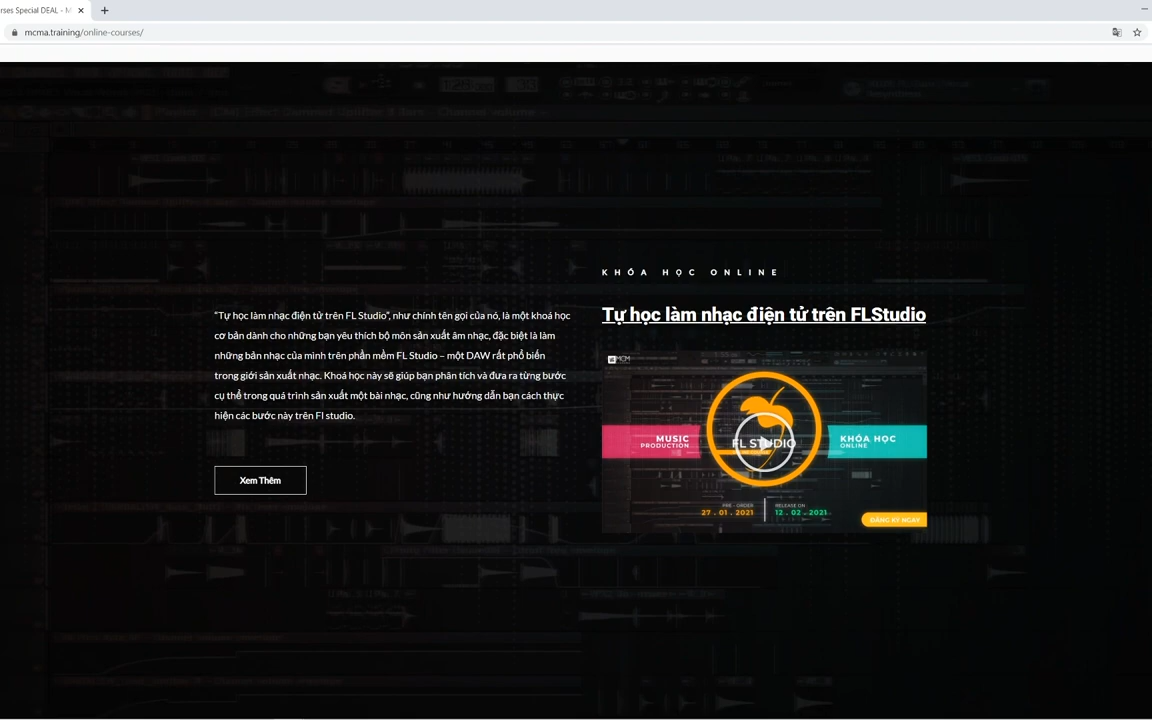 rses Special DEAL - M
mcma.training/online-courses/
KHÓA HỌC ONLINE
Tự học làm nhạc điện tử trên FLStudio
“Tự học làm nhạc điện tử trên FL Studio”, như chính tên gọi của nó, là một khoá học
cơ bản dành cho những bạn yêu thích bộ môn sản xuất âm nhạc, đặc biệt là làm
những bản nhạc của mình trên phần mềm FL Studio – một DAW rất phổ biến
trong giới sản xuất nhạc. Khoá học này sẽ giúp bạn phân tích và đưa ra từng bước
cụ thể trong quá trình sản xuất một bài nhạc, cũng như hướng dẫn bạn cách thực
hiện các bước này trên Fl studio.
Xem Thêm
MCM
MUSIC
PRODUCTION
FL STUDIO
KHÓA HỌC
ONLINE
PRE - ORDER
27 . 01 . 2021
RELEASE ON
12 . 02 . 2021
ĐĂNG KÝ NGAY